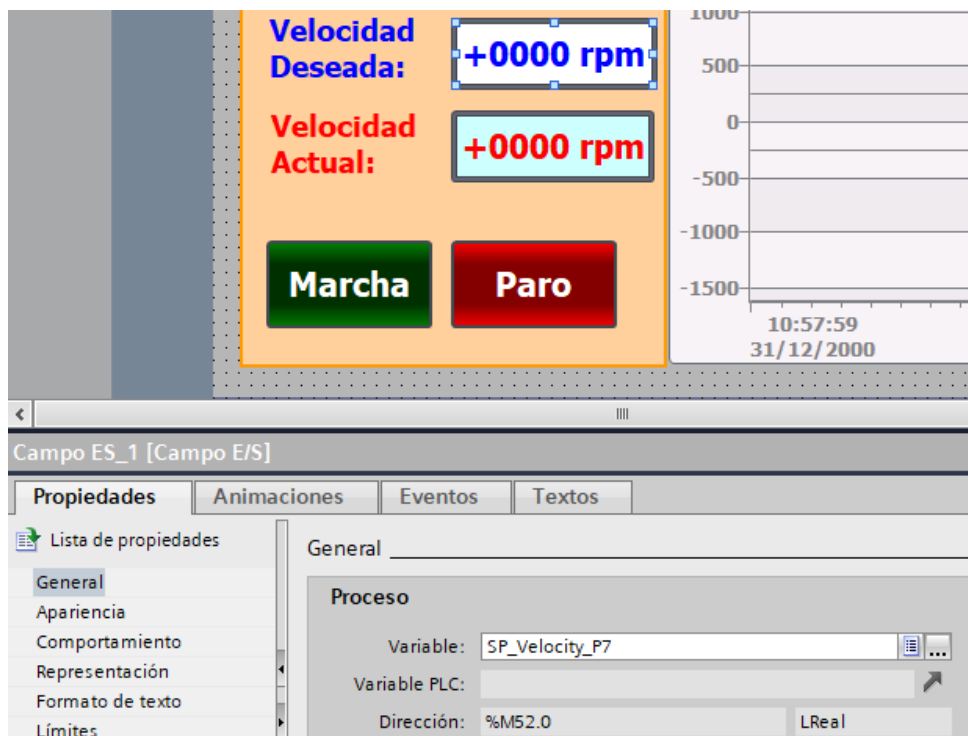 Velocidad
Deseada:
+0000 rpm
Velocidad
Actual:
+0000 rpm
Marcha
Paro
1000
500
0
-500
-1000
-1500
10:57:59
31/12/2000
Campo ES_1 [Campo E/S]
Propiedades
Animaciones
Eventos
Textos
Lista de propiedades
General
Apariencia
Comportamiento
Representación
Formato de texto
Límites
General
Proceso
Variable: SP_Velocity_P7
Variable PLC:
Dirección: %M52.0 LReal